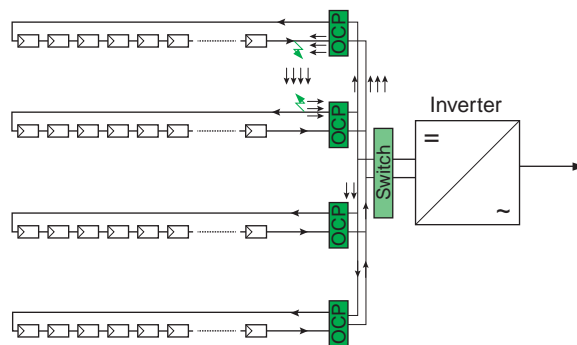 OCP
Inverter
OCP
=
Switch
~
OCP
OCP